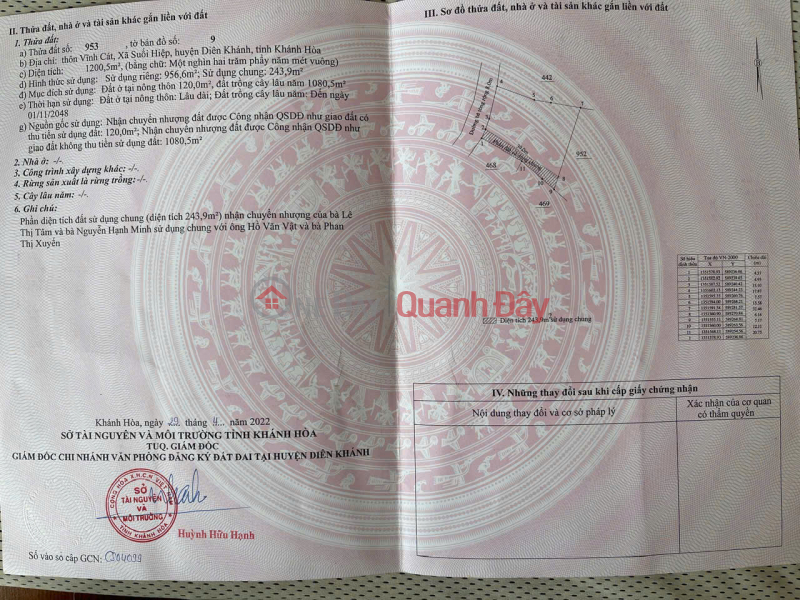 II. Thửa đất, nhà ở và tài sản khác gắn liền với đất
1. Thửa đất:
a) Thửa đất số: 953 , tờ bản đồ số: 9
b) Địa chỉ: thôn Vĩnh Cát, Xã Suối Hiệp, huyện Diên Khánh, tỉnh Khánh Hòa
c) Diện tích: 1200,5m², (bằng chữ: Một nghìn hai trăm phẩy năm mét vuông)
d) Hình thức sử dụng: Sử dụng riêng: 956,6m²; Sử dụng chung: 243,9m²
đ) Mục đích sử dụng: Đất ở tại nông thôn 120,0m², đất trồng cây lâu năm 1080,5m²
e) Thời hạn sử dụng: Đất ở tại nông thôn: Lâu dài; Đất trồng cây lâu năm: Đến ngày
01/11/2048
g) Nguồn gốc sử dụng: Nhận chuyển nhượng đất được Công nhận QSDĐ như giao đất có
thu tiền sử dụng đất: 120,0m²; Nhận chuyển nhượng đất được Công nhận QSDĐ như
giao đất không thu tiền sử dụng đất: 1080,5m²
2. Nhà ở: -/-
3. Công trình xây dựng khác: -/-
4. Rừng sản xuất là rừng trồng: -/-
5. Cây lâu năm: -/-
6. Ghi chú:
Phần diện tích đất sử dụng chung (diện tích 243,9m²) nhận chuyển nhượng của bà Lê
Thị Tâm và bà Nguyễn Hạnh Minh sử dụng chung với ông Hồ Văn Vật và bà Phan
Thị Xuyến
Khánh Hòa, ngày 29 tháng 4 năm 2022
SỞ TÀI NGUYÊN VÀ MÔI TRƯỜNG TỈNH KHÁNH HÒA
TUQ. GIÁM ĐỐC
GIÁM ĐỐC CHI NHÁNH VĂN PHÒNG ĐĂNG KÝ ĐẤT ĐAI TẠI HUYỆN DIÊN KHÁNH
SỞ
TÀI NGUYÊN
VÀ
MÔI TRƯỜNG
TỈNH KHÁNH HÒA
Huỳnh Hữu Hạnh
Số vào sổ cấp GCN:
III. Sơ đồ thửa đất, nhà ở và tài sản khác gắn liền với đất
442
952
468
469
Quanh Đây
Diện tích 243,9m² sử dụng chung
IV. Những thay đổi sau khi cấp giấy chứng nhận
Nội dung thay đổi và cơ sở pháp lý
Xác nhận của cơ quan
có thẩm quyền